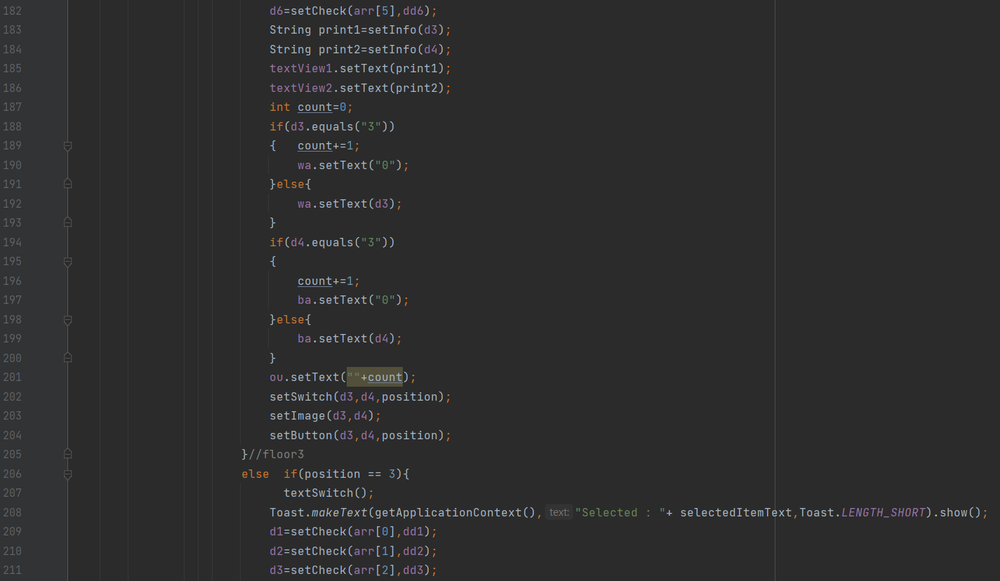 182 d6=setCheck(arr[5],dd6);
183 String print1=setInfo(d3);
184 String print2=setInfo(d4);
185 textView1.setText(print1);
186 textView2.setText(print2);
187 int count=0;
188 if(d3.equals("3"))
189 {   count+=1;
190 wa.setText("0");
191 }else{
192 wa.setText(d3);
193 }
194 if(d4.equals("3"))
195 {
196 count+=1;
197 ba.setText("0");
198 }else{
199 ba.setText(d4);
200 }
201 ou.setText(""+count);
202 setSwitch(d3,d4,position);
203 setImage(d3,d4);
204 setButton(d3,d4,position);
205 }//floor3
206 else  if(position == 3){
207 textSwitch();
208 Toast.makeText(getApplicationContext(), text: "Selected : "+ selectedItemText,Toast.LENGTH_SHORT).show();
209 d1=setCheck(arr[0],dd1);
210 d2=setCheck(arr[1],dd2);
211 d3=setCheck(arr[2],dd3);